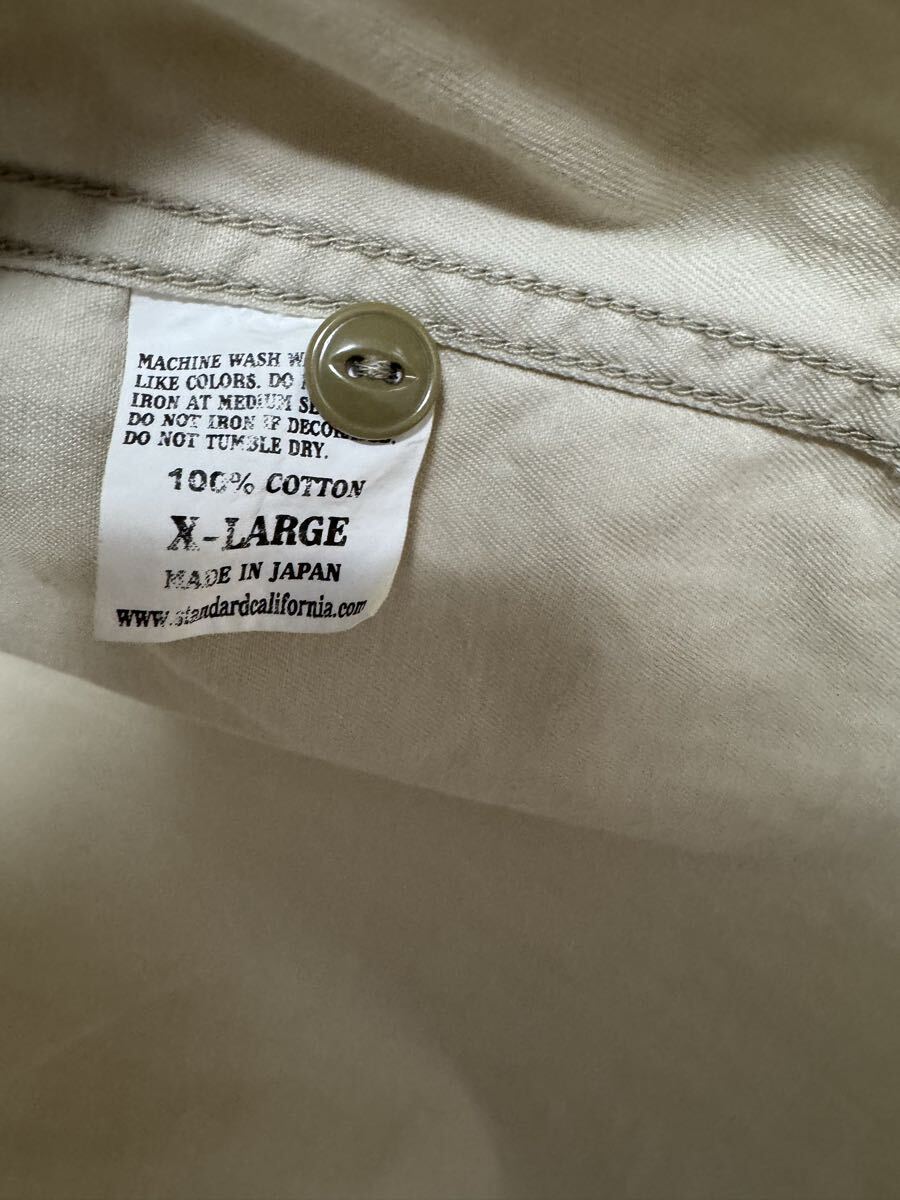 MACHINE WASH
LIKE COLORS. DO
IRON AT MEDIUM
DO NOT IRON IF
DO NOT TUMBLE DRY.
100% COTTON
X-LARGE
MADE IN JAPAN
www.standardcalifornia.com